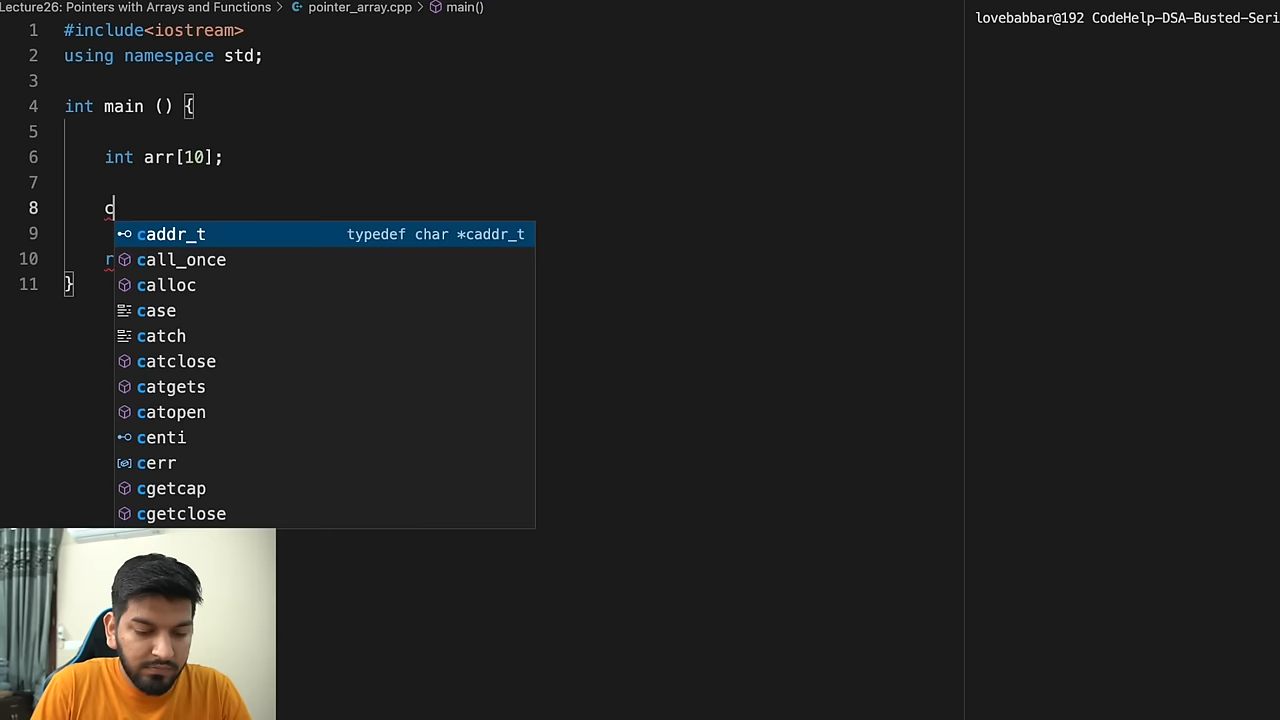 Lecture26: Pointers with Arrays and Functions > pointer_array.cpp > main()
lovebabbar@192 CodeHelp-DSA-Busted-Seri
1 #include<iostream>
2 using namespace std;
3
4 int main () {
5
6 int arr[10];
7
8 c
9
10 r
11 }
caddr_t typedef char *caddr_t
call_once
calloc
case
catch
catclose
catgets
catopen
centi
cerr
cgetcap
cgetclose